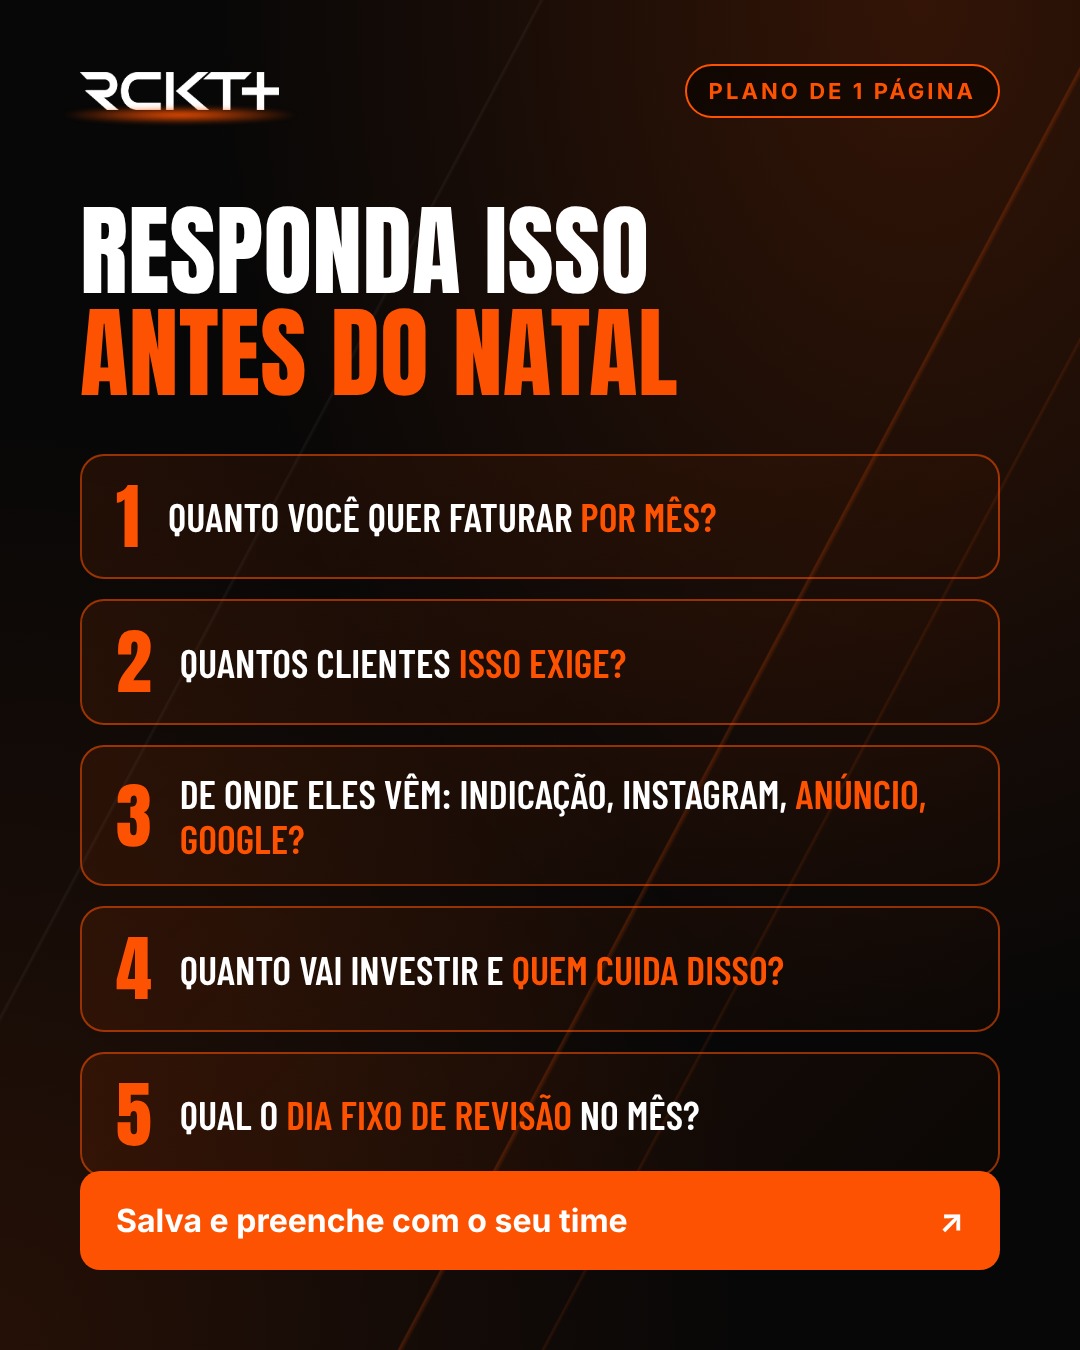 RCKT+
PLANO DE 1 PÁGINA
RESPONDA ISSO
ANTES DO NATAL
1 QUANTO VOCÊ QUER FATURAR POR MÊS?
2 QUANTOS CLIENTES ISSO EXIGE?
3 DE ONDE ELES VÊM: INDICAÇÃO, INSTAGRAM, ANÚNCIO,
GOOGLE?
4 QUANTO VAI INVESTIR E QUEM CUIDA DISSO?
5 QUAL O DIA FIXO DE REVISÃO NO MÊS?
Salva e preenche com o seu time